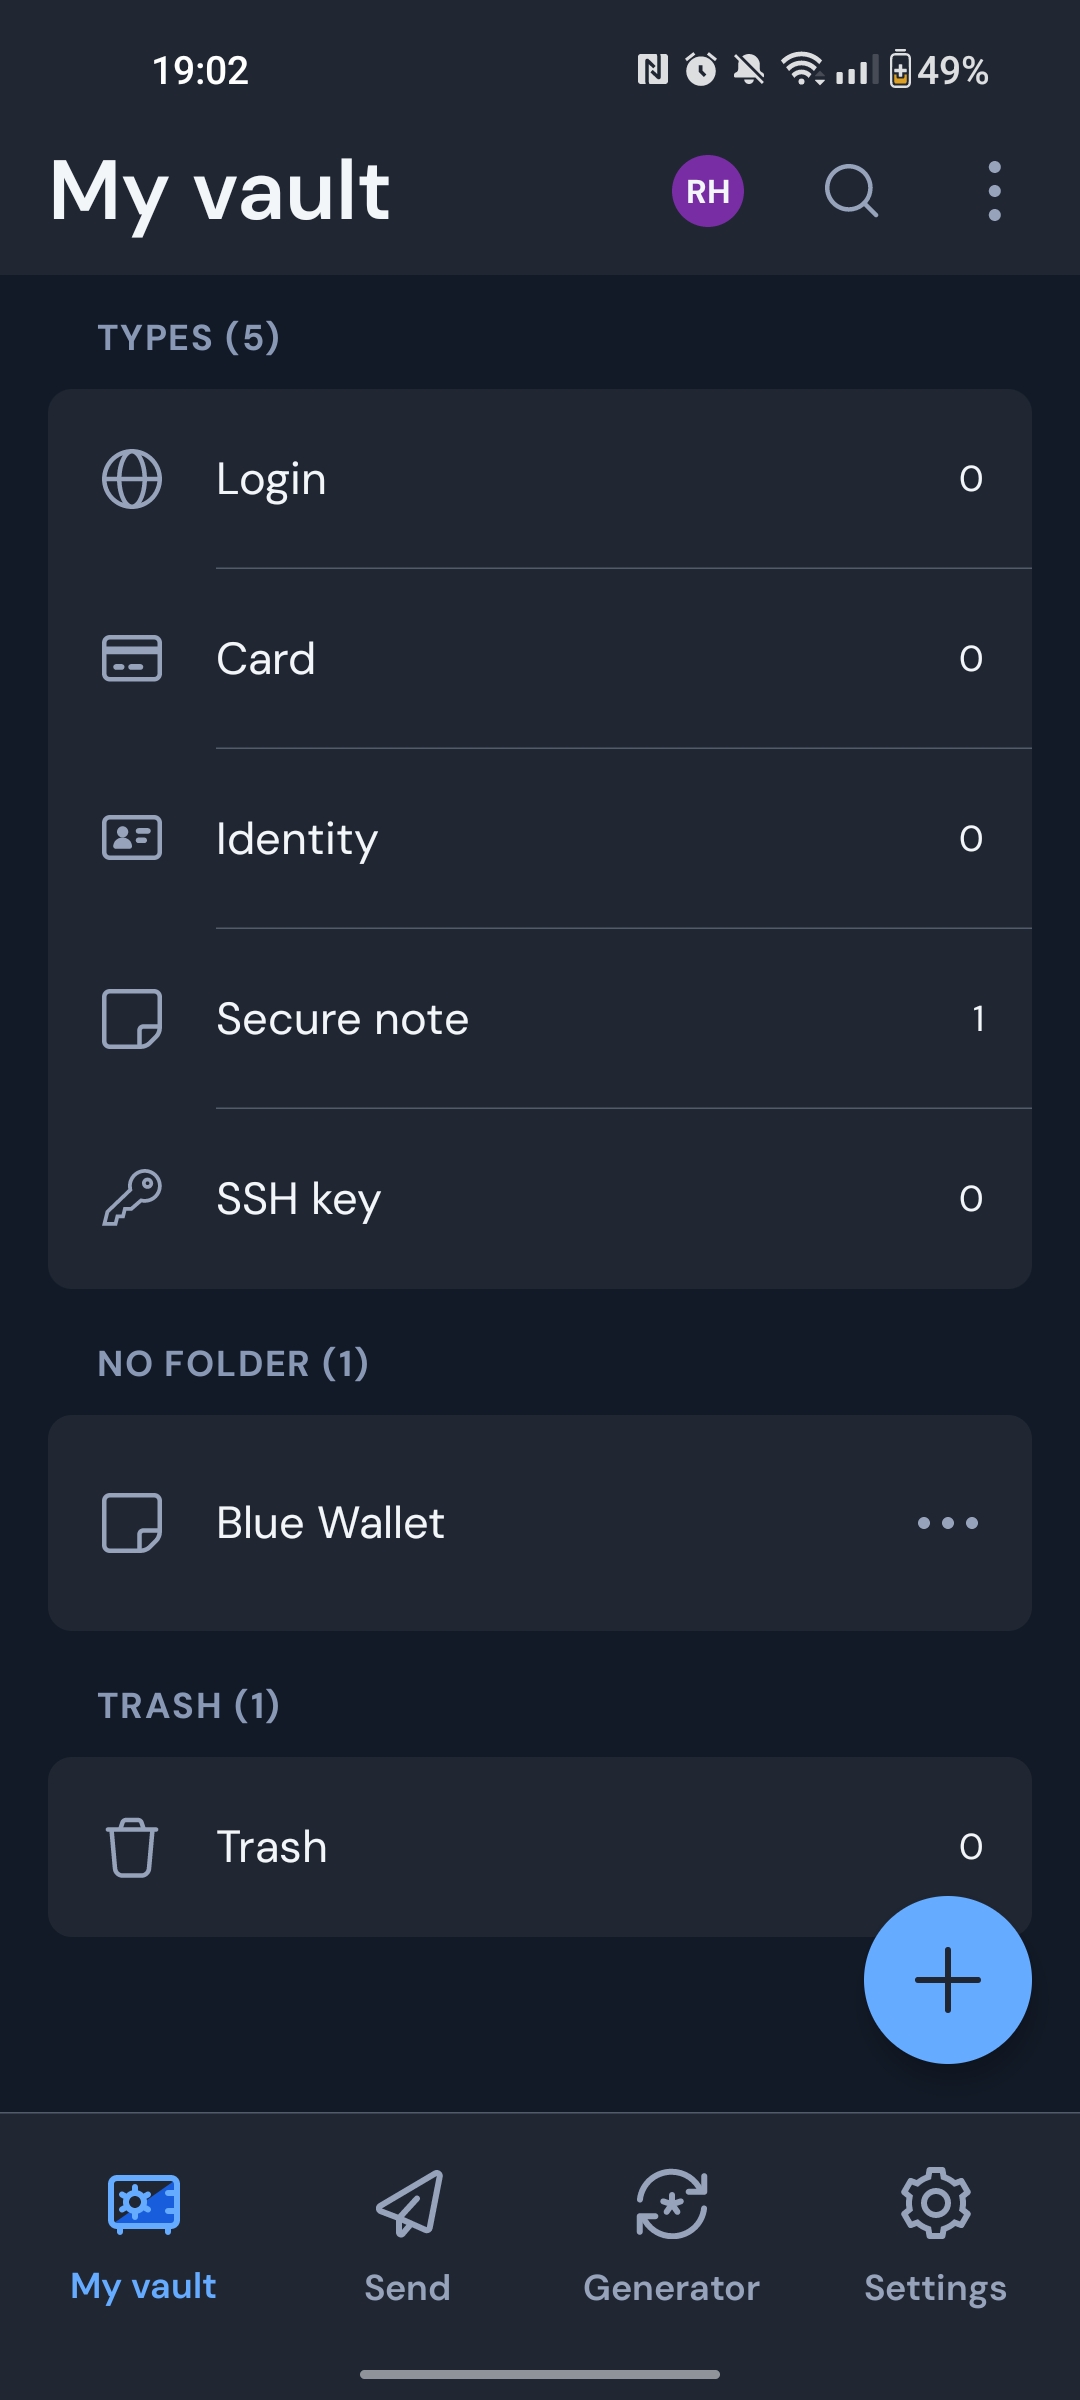 19:02 49%
My vault RH
TYPES (5)
Login 0
Card 0
Identity 0
Secure note 1
SSH key 0
NO FOLDER (1)
Blue Wallet
TRASH (1)
Trash 0
My vault Send Generator Settings